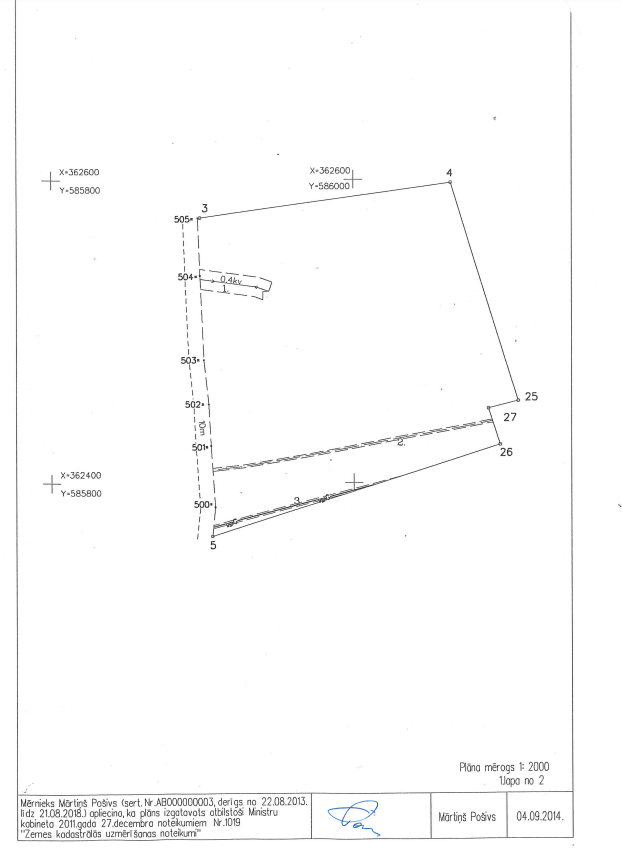 X=362600
Y=585800
X=362600
Y=586000
4
3
505
504
0.4kv
1.
503
502
10m
501
25
27
26
2.
X=362400
Y=585800
500
3.
5
Plāna mērogs 1: 2000
1.lapa no 2
Mērnieks Mārtiņš Pošivs (sert. Nr.AB000000003, derīgs no 22.08.2013.
līdz 21.08.2018.) apliecina, ka plāns izgatavots atbilstoši Ministru
kabineta 2011.gada 27.decembra noteikumiem Nr.1019
"Zemes kadastrālās uzmērīšanas noteikumi"
Mārtiņš Pošivs
04.09.2014.